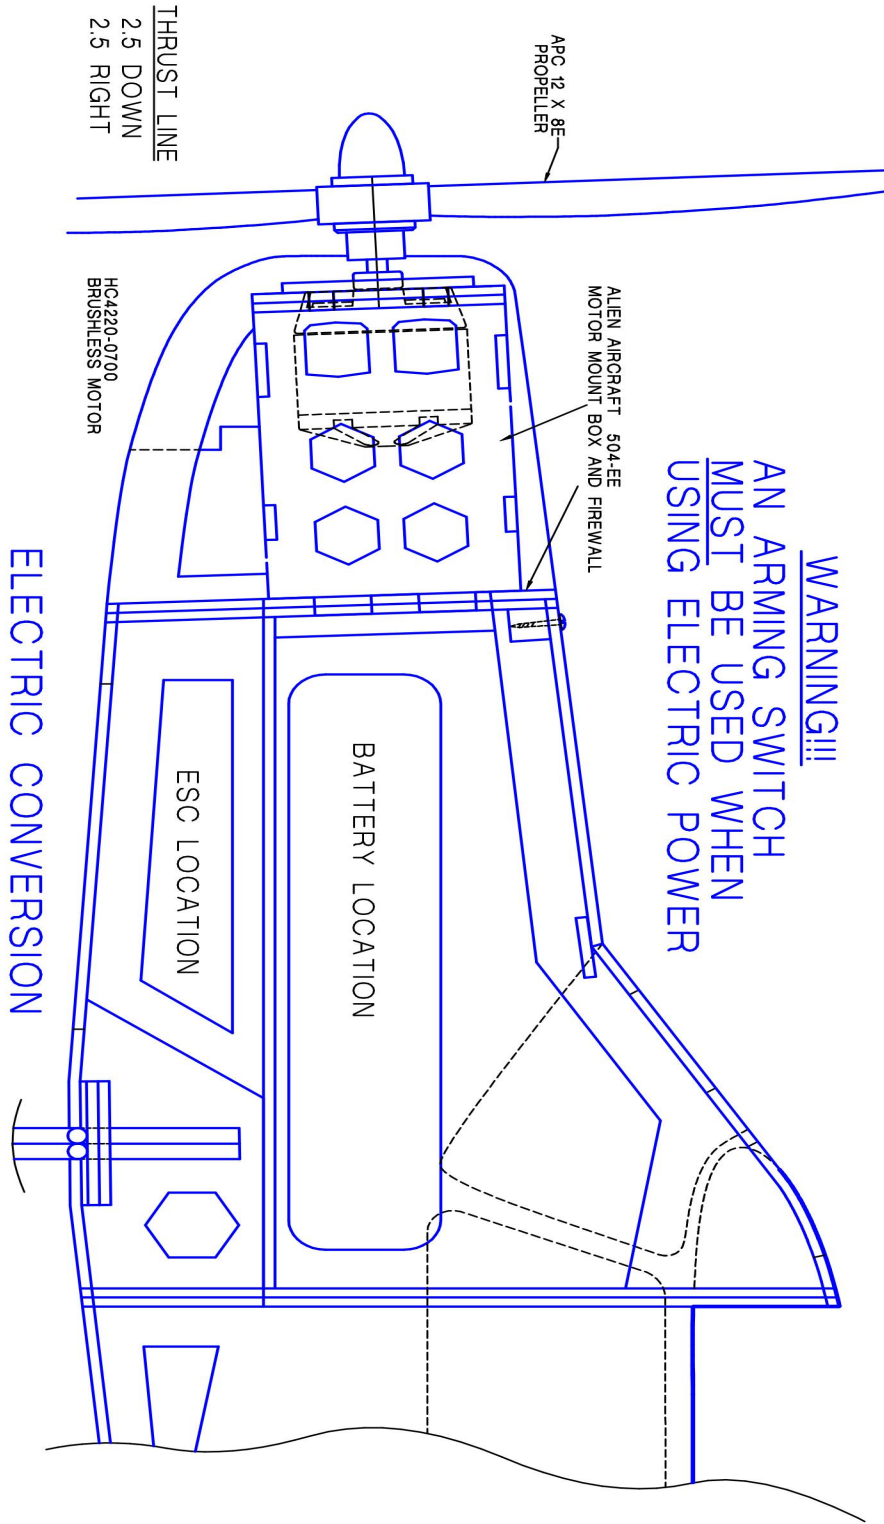 WARNING!!!
AN ARMING SWITCH
MUST BE USED WHEN
USING ELECTRIC POWER
APC 12 X 8E
PROPELLER
ALIEN AIRCRAFT 504-EE
MOTOR MOUNT BOX AND FIREWALL
BATTERY LOCATION
ESC LOCATION
THRUST LINE
2.5 DOWN
2.5 RIGHT
HC4220-0700
BRUSHLESS MOTOR
ELECTRIC CONVERSION